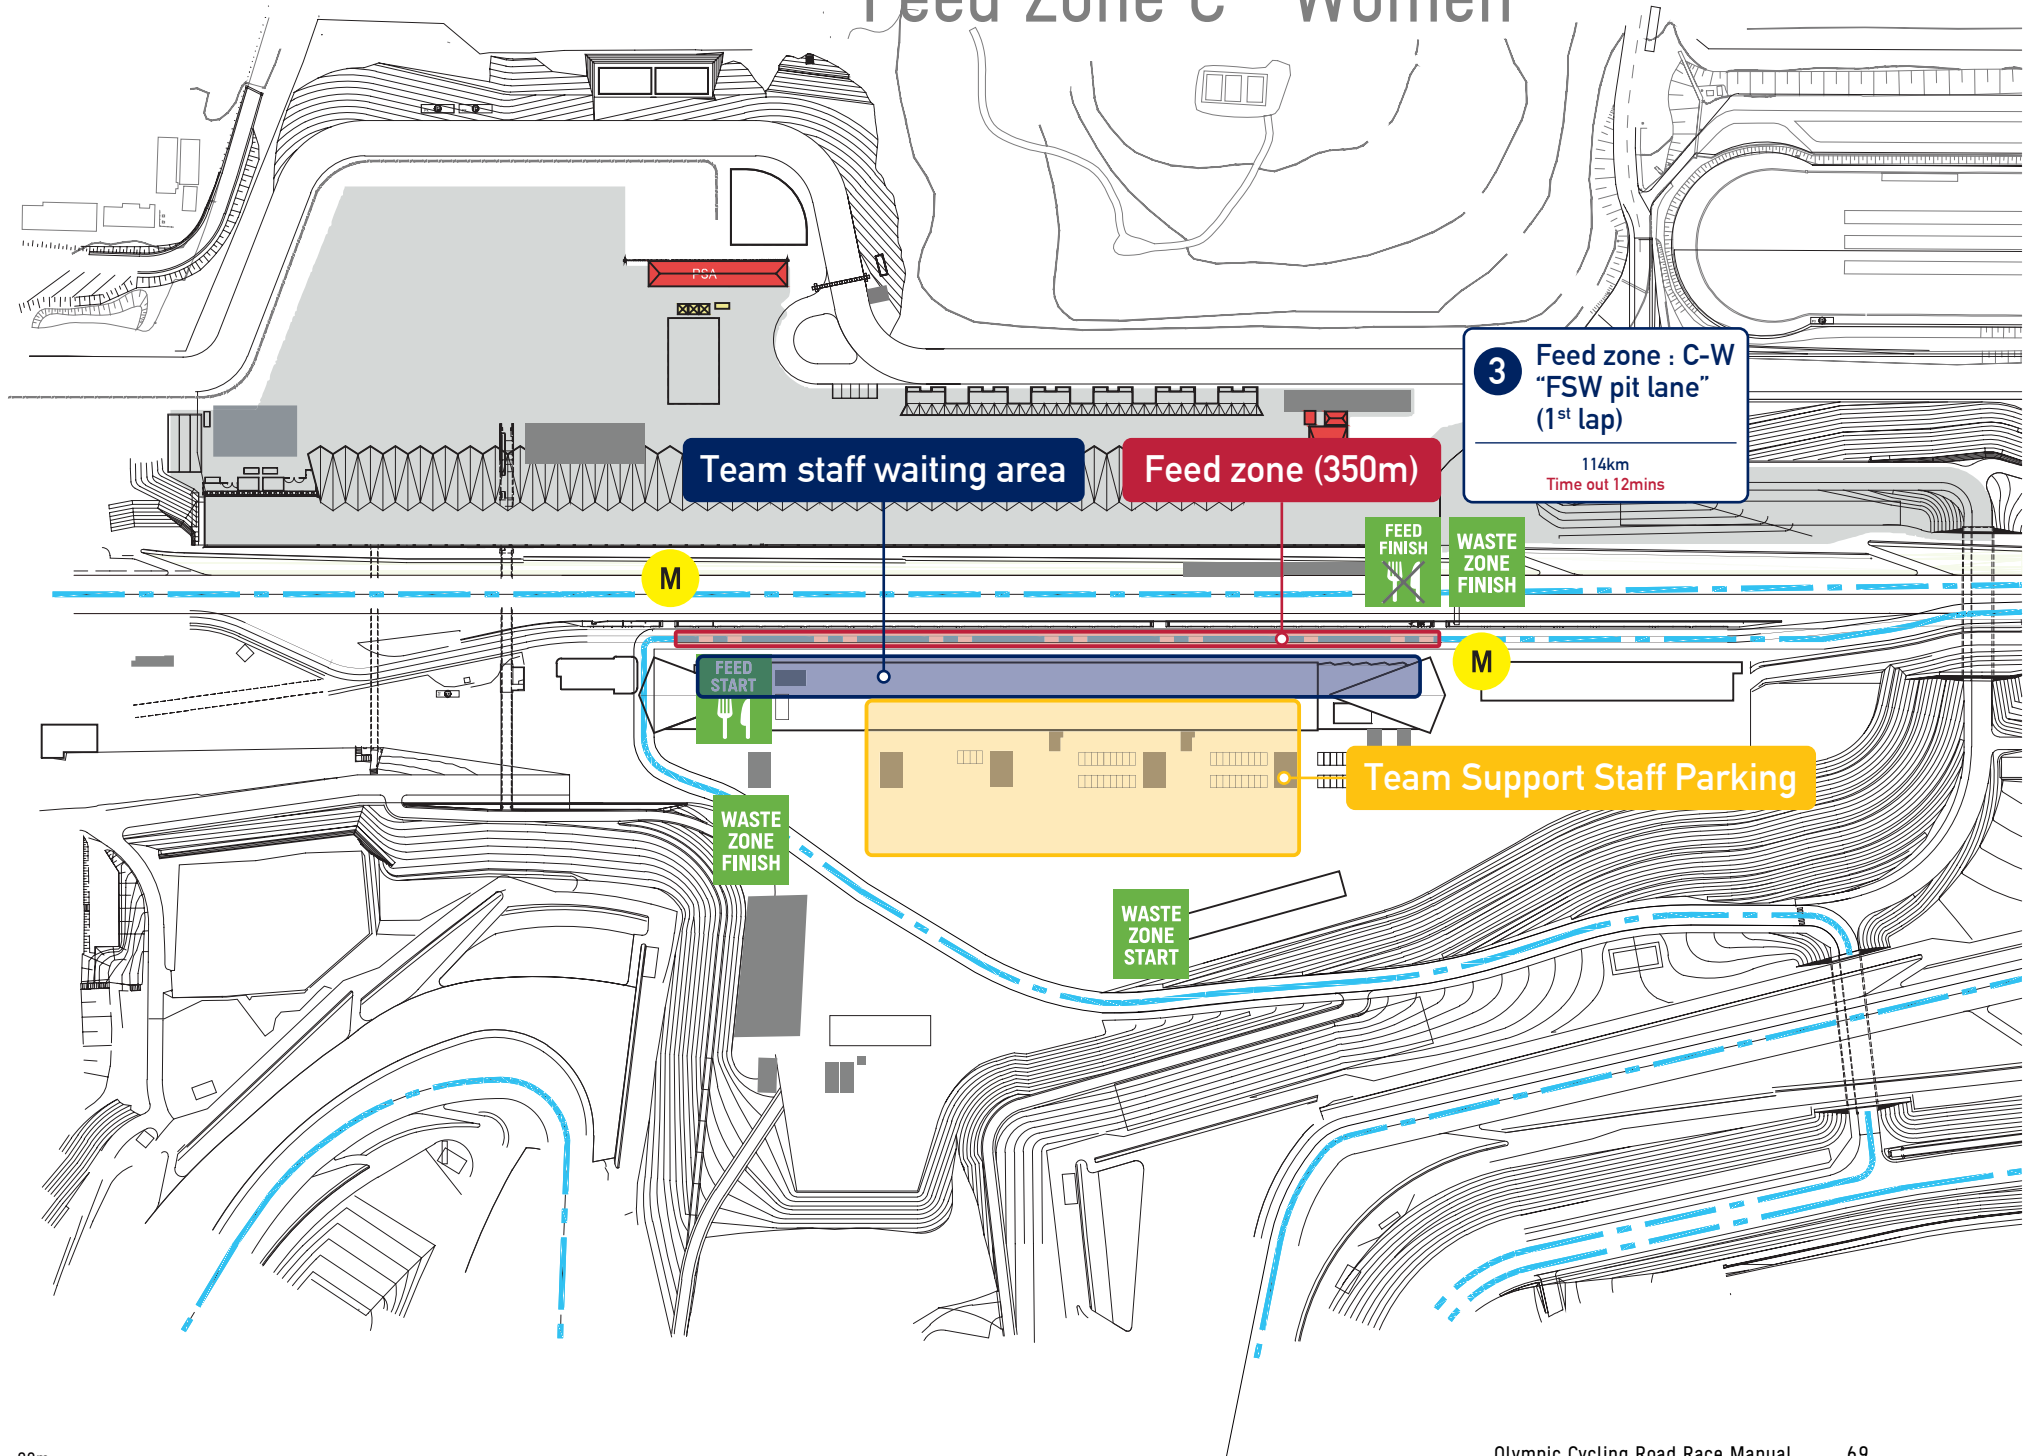 Feed Zone C - Women
PSA
3
Feed zone : C-W
“FSW pit lane”
(1st lap)
114km
Time out 12mins
Team staff waiting area
Feed zone (350m)
FEED
FINISH
WASTE
ZONE
FINISH
M
M
FEED
START
Team Support Staff Parking
WASTE
ZONE
FINISH
WASTE
ZONE
START
Olympic Cycling Road Race Manual
69